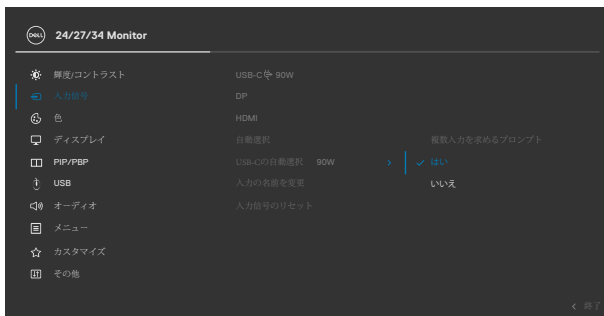 DELL 24/27/34 Monitor
輝度/コントラスト
入力信号
色
ディスプレイ
PIP/PBP
USB
オーディオ
メニュー
カスタマイズ
その他
USB-C 90W
DP
HDMI
自動選択
USB-Cの自動選択 90W
入力の名前を変更
入力信号のリセット
複数入力を求めるプロンプト
はい
いいえ
終了